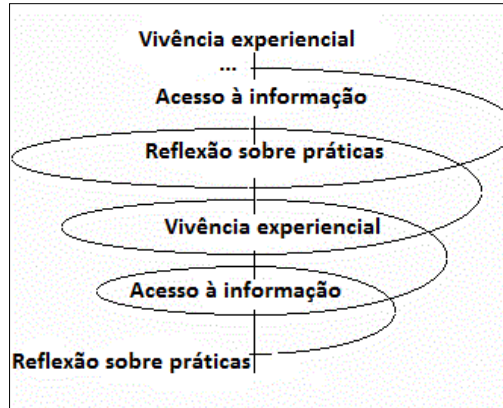 Vivência experiencial
...
Acesso à informação
Reflexão sobre práticas
Vivência experiencial
Acesso à informação
Reflexão sobre práticas